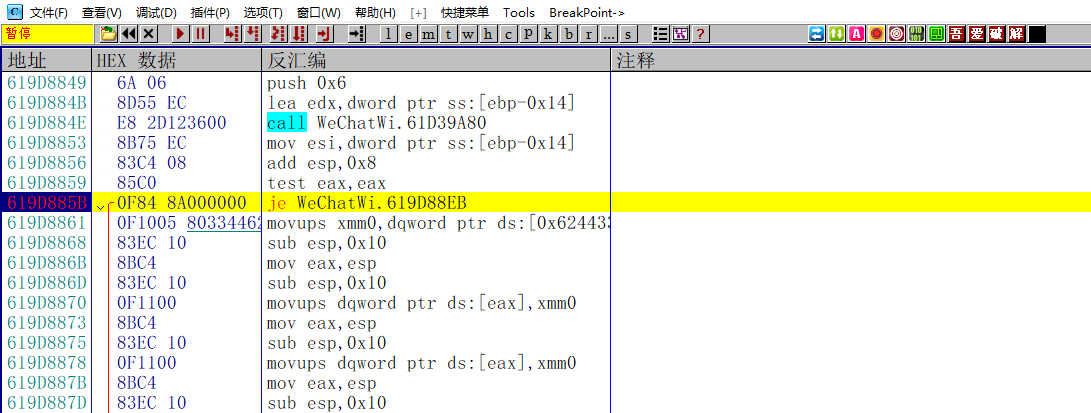 C 文件(F) 查看(V) 调试(D) 插件(P) 选项(T) 窗口(W) 帮助(H) [+] 快捷菜单 Tools BreakPoint->
暂停 l e m t w h c p k b r ... s ? A 010 101 吾 爱 破 解
地址 HEX 数据 反汇编 注释
619D8849 6A 06 push 0x6
619D884B 8D55 EC lea edx,dword ptr ss:[ebp-0x14]
619D884E E8 2D123600 call WeChatWi.61D39A80
619D8853 8B75 EC mov esi,dword ptr ss:[ebp-0x14]
619D8856 83C4 08 add esp,0x8
619D8859 85C0 test eax,eax
619D885B 0F84 8A000000 je WeChatWi.619D88EB
619D8861 0F1005 80334462 movups xmm0,dqword ptr ds:[0x624433
619D8868 83EC 10 sub esp,0x10
619D886B 8BC4 mov eax,esp
619D886D 83EC 10 sub esp,0x10
619D8870 0F1100 movups dqword ptr ds:[eax],xmm0
619D8873 8BC4 mov eax,esp
619D8875 83EC 10 sub esp,0x10
619D8878 0F1100 movups dqword ptr ds:[eax],xmm0
619D887B 8BC4 mov eax,esp
619D887D 83EC 10 sub esp,0x10